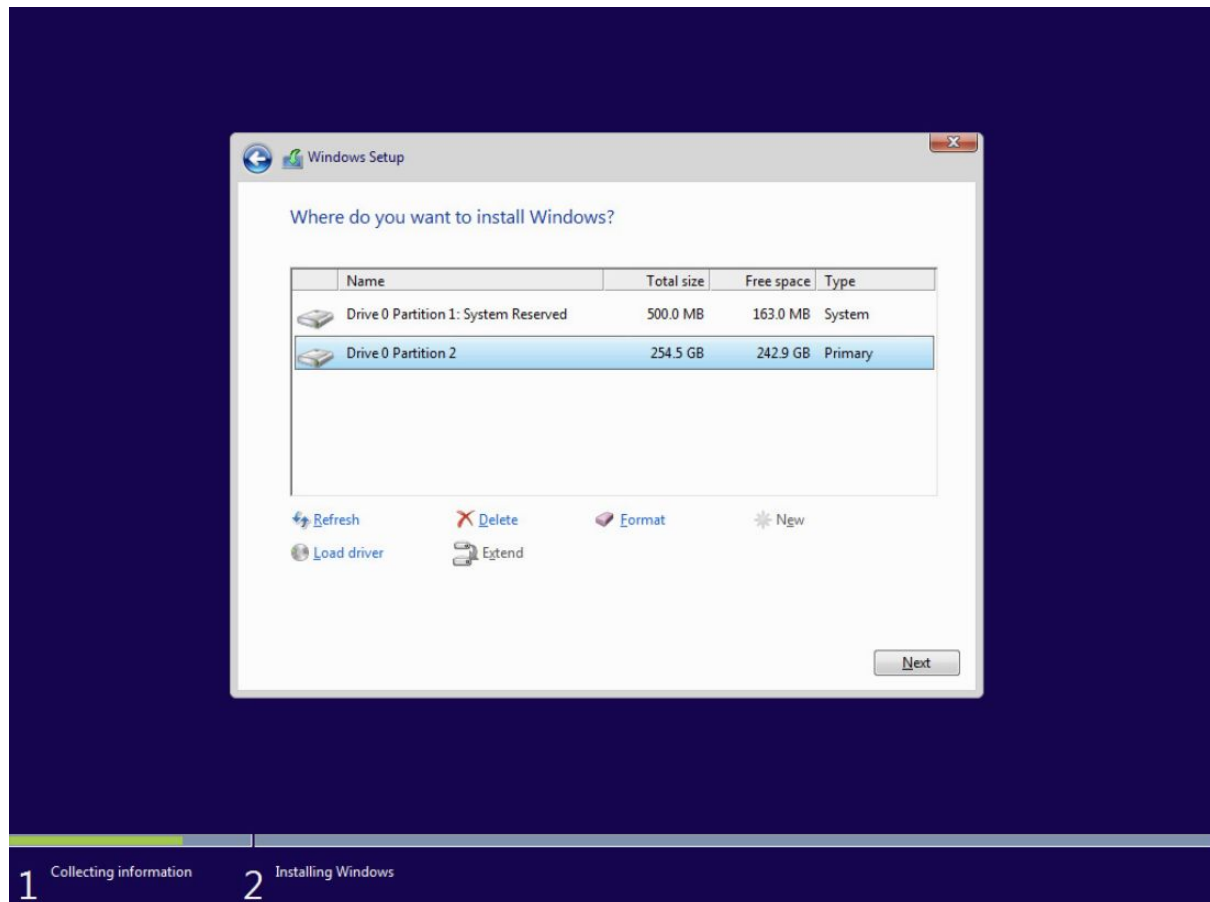 Windows Setup
Where do you want to install Windows?
Name Total size Free space Type
Drive 0 Partition 1: System Reserved 500.0 MB 163.0 MB System
Drive 0 Partition 2 254.5 GB 242.9 GB Primary
Refresh Delete Format New
Load driver Extend
Next
1 Collecting information 2 Installing Windows